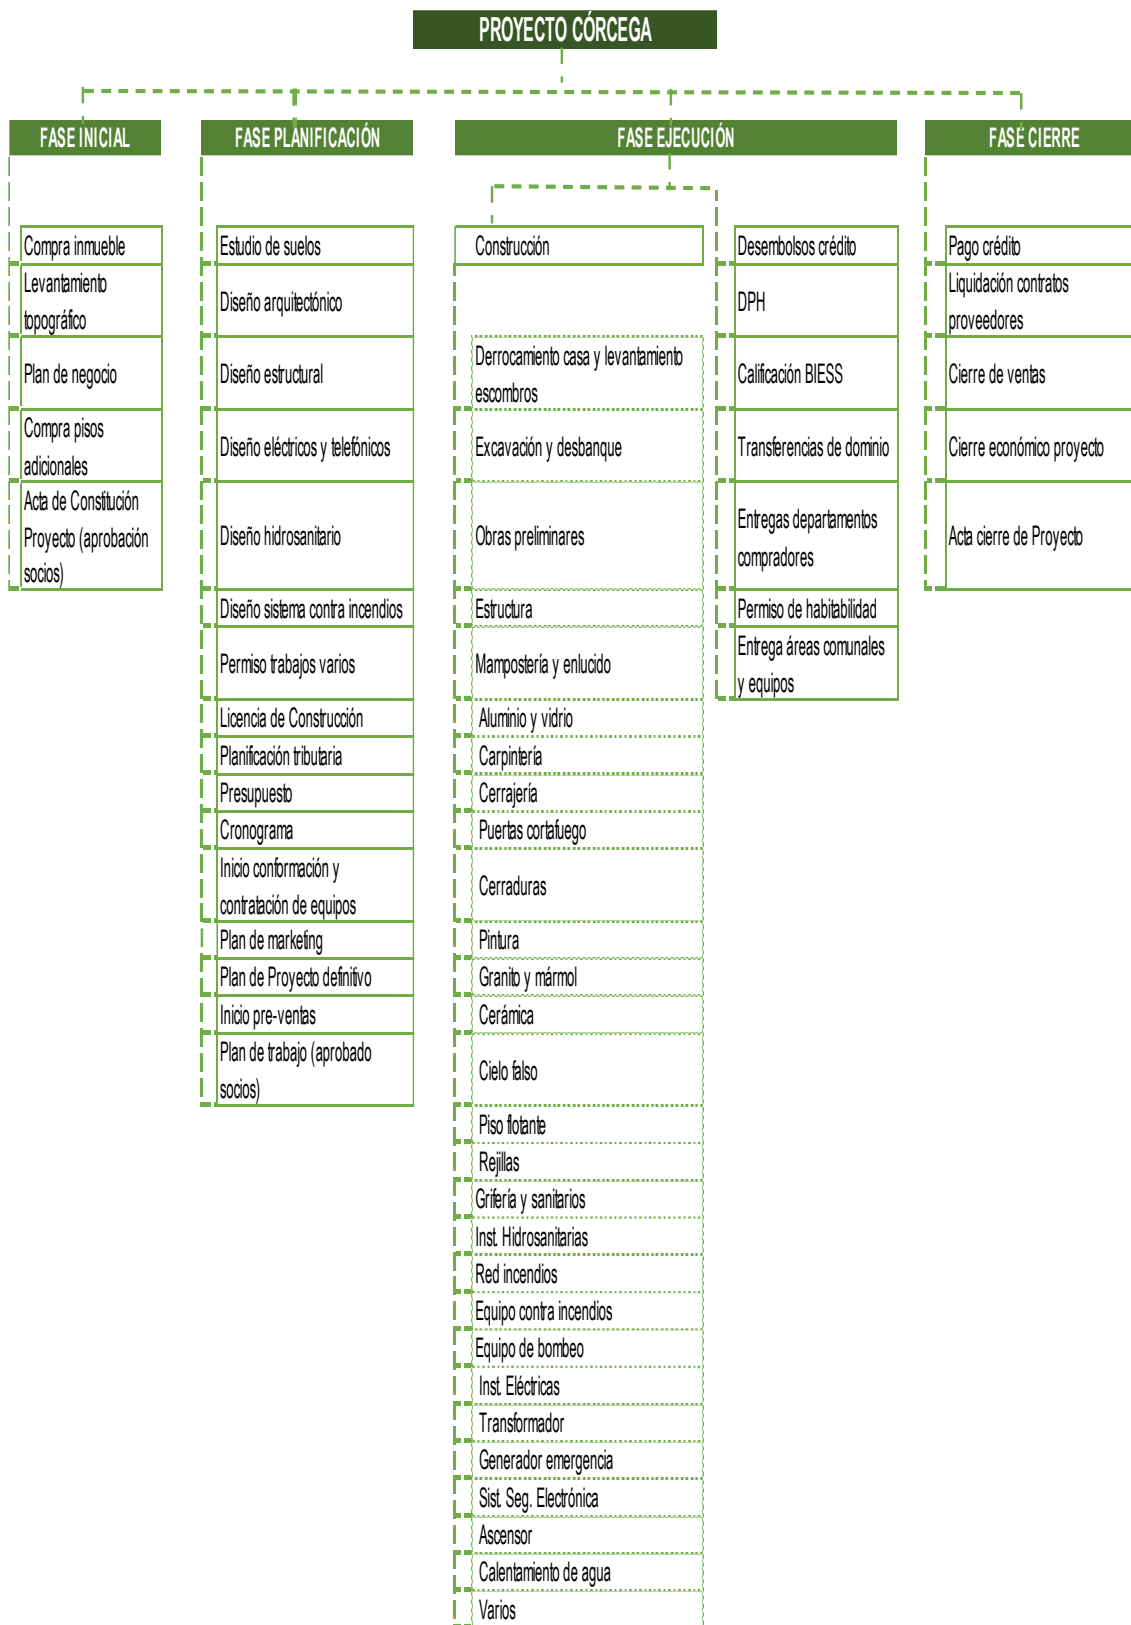 PROYECTO CÓRCEGA
FASE INICIAL
Compra inmueble
Levantamiento
topográfico
Plan de negocio
Compra pisos
adicionales
Acta de Constitución
Proyecto (aprobación
socios)
FASE PLANIFICACIÓN
Estudio de suelos
Diseño arquitectónico
Diseño estructural
Diseño eléctricos y telefónicos
Diseño hidrosanitario
Diseño sistema contra incendios
Permiso trabajos varios
Licencia de Construcción
Planificación tributaria
Presupuesto
Cronograma
Inicio conformación y
contratación de equipos
Plan de marketing
Plan de Proyecto definitivo
Inicio pre-ventas
Plan de trabajo (aprobado
socios)
FASE EJECUCIÓN
Construcción
Derrocamiento casa y levantamiento
escombros
Excavación y desbanque
Obras preliminares
Estructura
Mampostería y enlucido
Aluminio y vidrio
Carpintería
Cerrajería
Puertas cortafuego
Cerraduras
Pintura
Granito y mármol
Cerámica
Cielo falso
Piso flotante
Rejillas
Grifería y sanitarios
Inst. Hidrosanitarias
Red incendios
Equipo contra incendios
Equipo de bombeo
Inst. Eléctricas
Transformador
Generador emergencia
Sist. Seg. Electrónica
Ascensor
Calentamiento de agua
Varios
Desembolsos crédito
DPH
Calificación BIESS
Transferencias de dominio
Entregas departamentos
compradores
Permiso de habitabilidad
Entrega áreas comunales
y equipos
FASE CIERRE
Pago crédito
Liquidación contratos
proveedores
Cierre de ventas
Cierre económico proyecto
Acta cierre de Proyecto